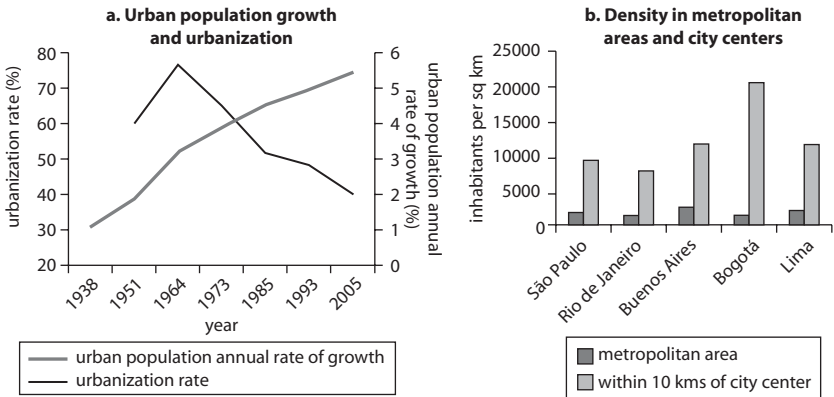 a. Urban population growth
and urbanization
urbanization rate (%)
80
70
60
50
40
30
20
6
5
4
3
2
1
0
urban population annual
rate of growth (%)
1938
1951
1964
1973
1985
1993
2005
year
urban population annual rate of growth
urbanization rate
b. Density in metropolitan
areas and city centers
inhabitants per sq km
25000
20000
15000
10000
5000
0
São Paulo
Rio de Janeiro
Buenos Aires
Bogotá
Lima
metropolitan area
within 10 kms of city center